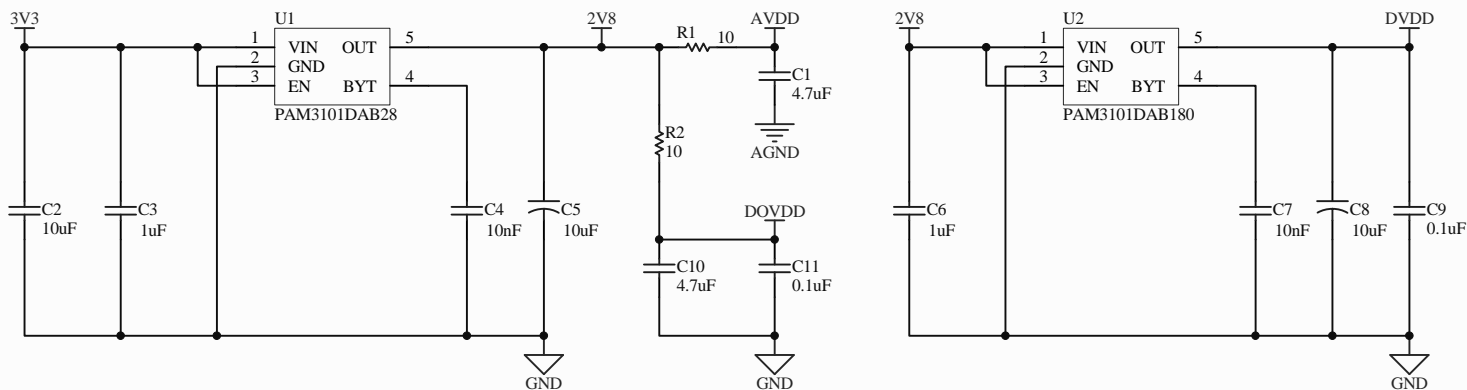 3V3
U1
2V8
AVDD
1
VIN
OUT
5
2
GND
3
EN
BYT
4
PAM3101DAB28
R1
10
C1
4.7uF
AGND
R2
10
C2
10uF
C3
1uF
C4
10nF
C5
10uF
DOVDD
C10
4.7uF
C11
0.1uF
GND
GND
2V8
U2
DVDD
1
VIN
OUT
5
2
GND
3
EN
BYT
4
PAM3101DAB180
C6
1uF
C7
10nF
C8
10uF
C9
0.1uF
GND